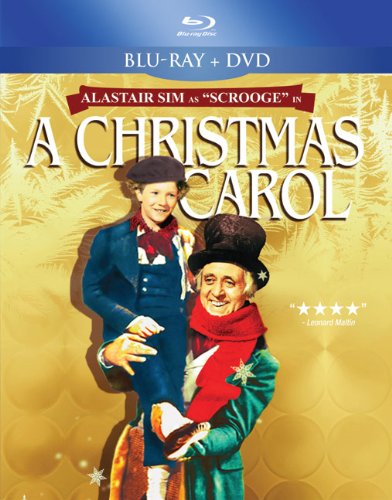 Blu-ray Disc
BLU-RAY + DVD
ALASTAIR SIM AS “SCROOGE” IN
A CHRISTMAS
CAROL
“★★★★”
- Leonard Maltin